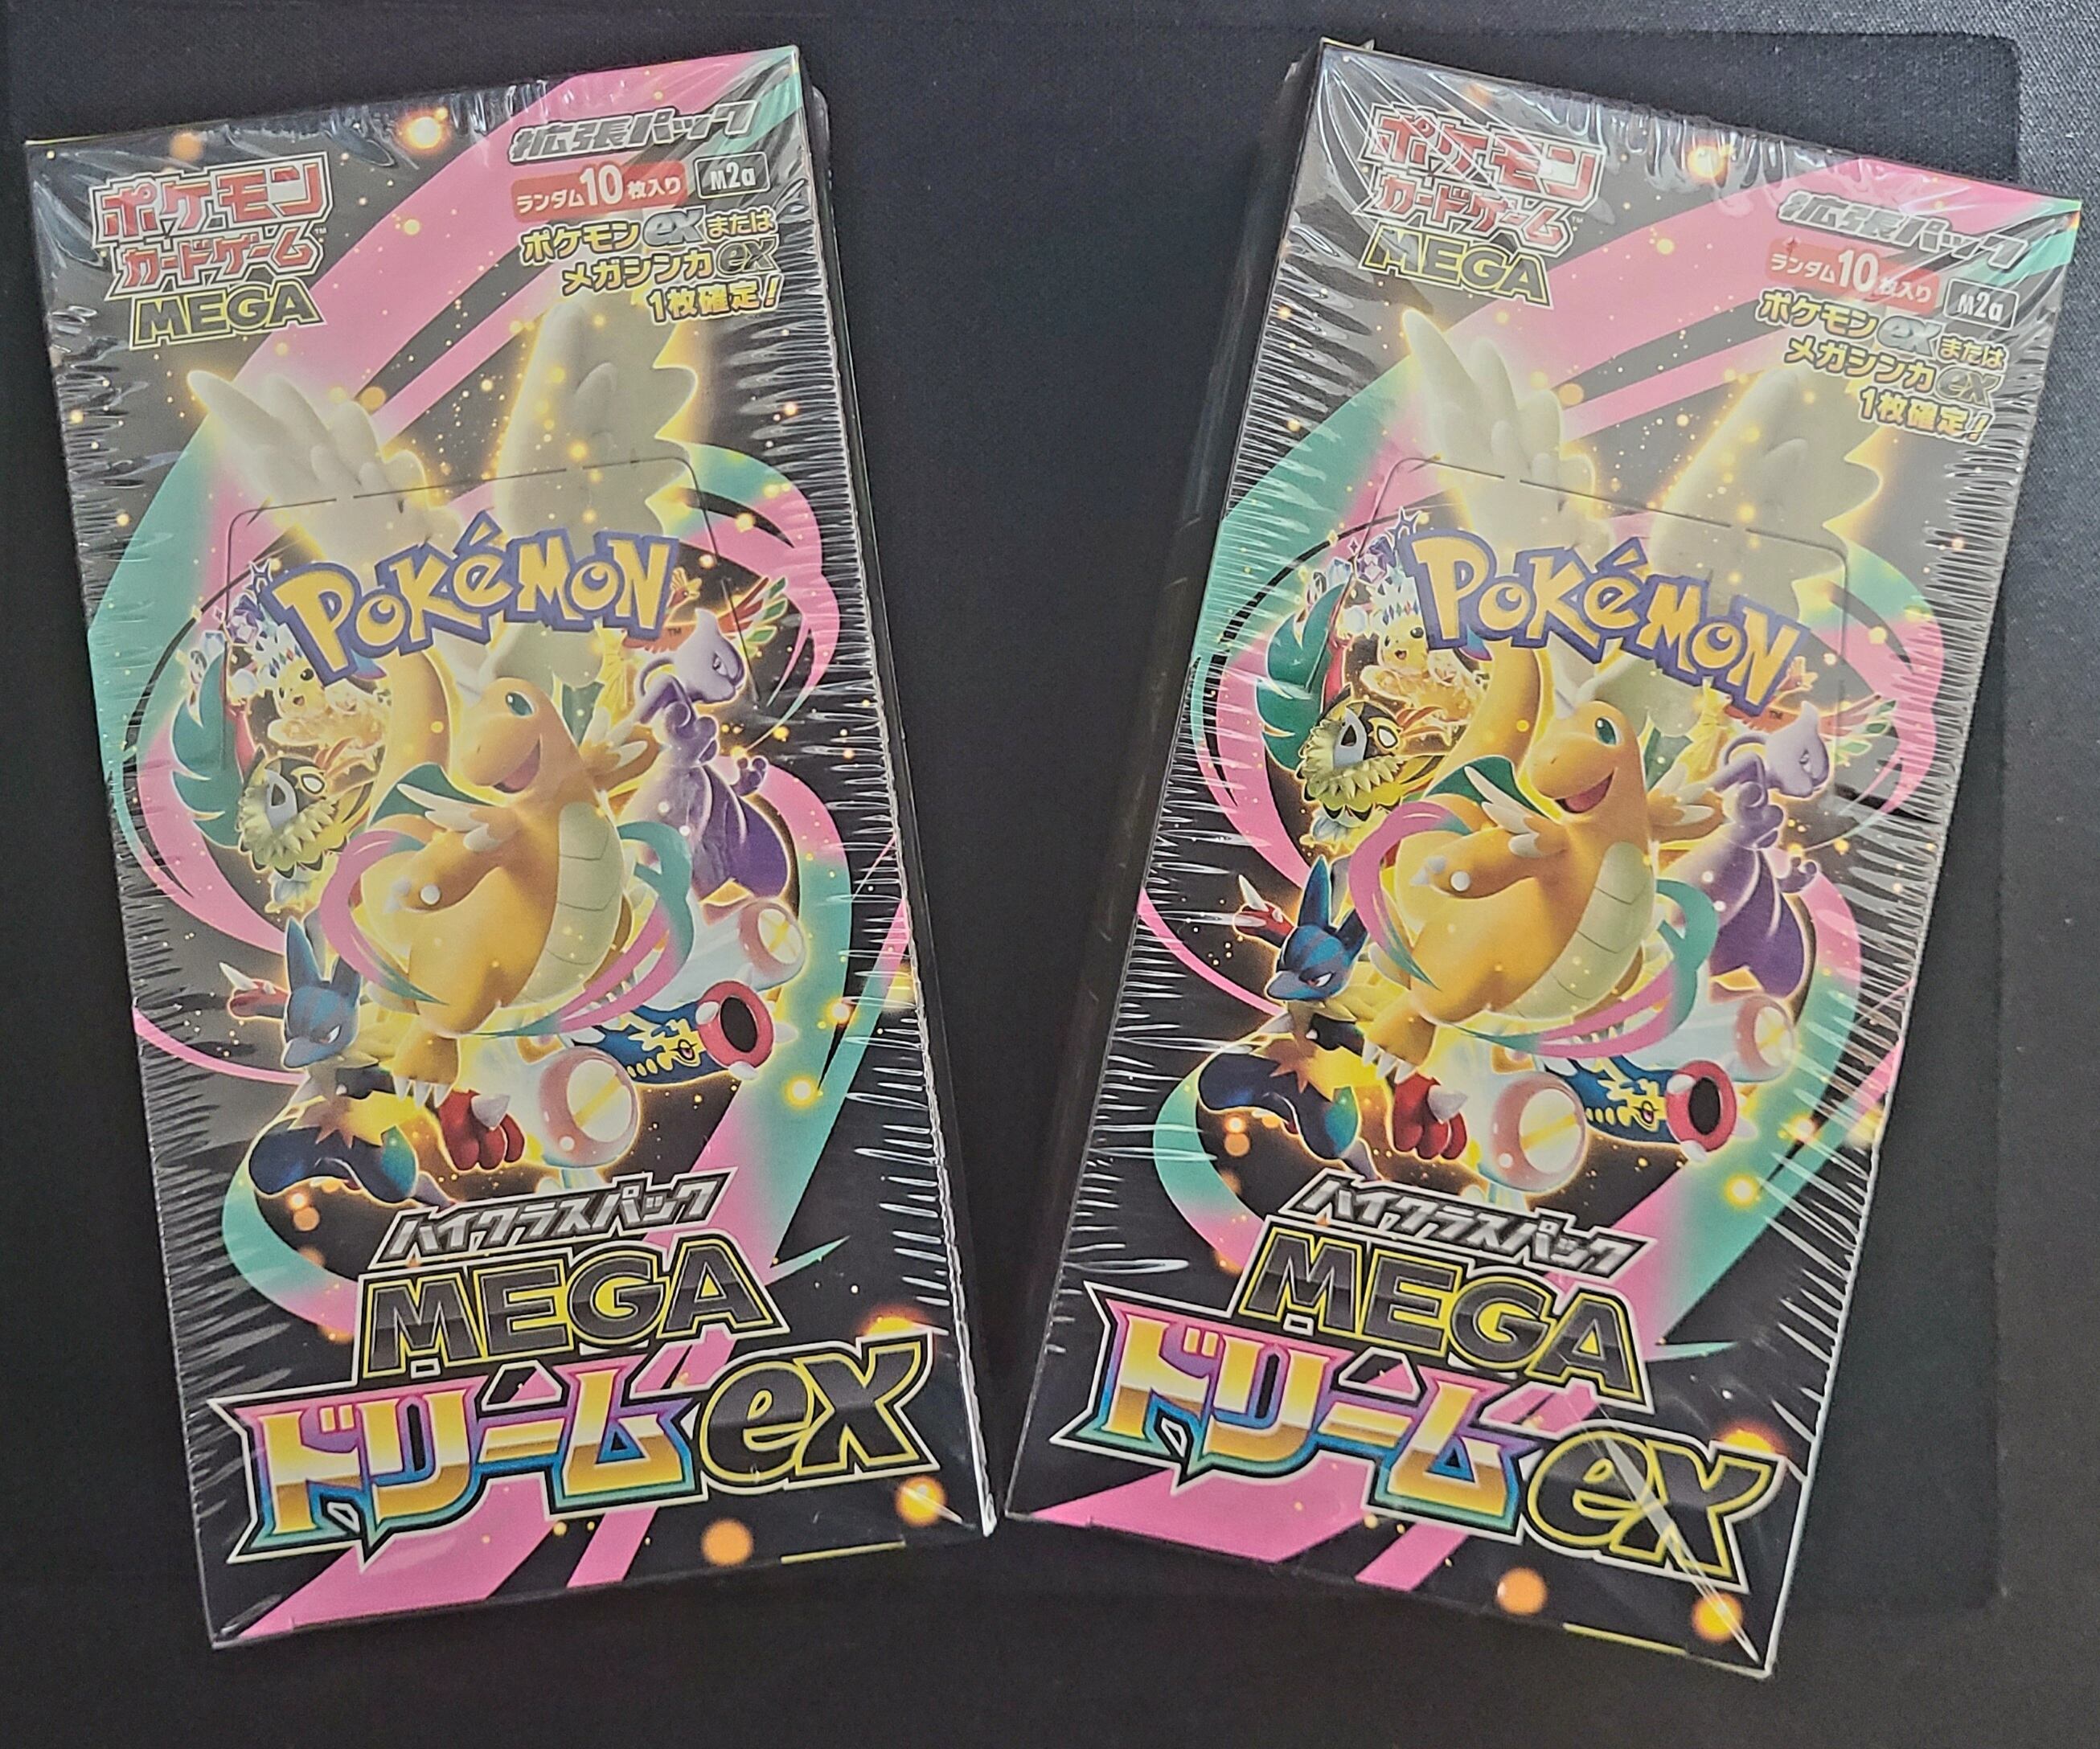 ポケモン
カードゲーム™
MEGA
拡張パック
ランダム10枚入り M2a
ポケモンexまたは
メガシンカex
1枚確定!
POKéMON™
ハイクラスパック
MEGA
ドリームex
ポケモン
カードゲーム™
MEGA
拡張パック
ランダム10枚入り M2a
ポケモンexまたは
メガシンカex
1枚確定!
POKéMON™
ハイクラスパック
MEGA
ドリームex